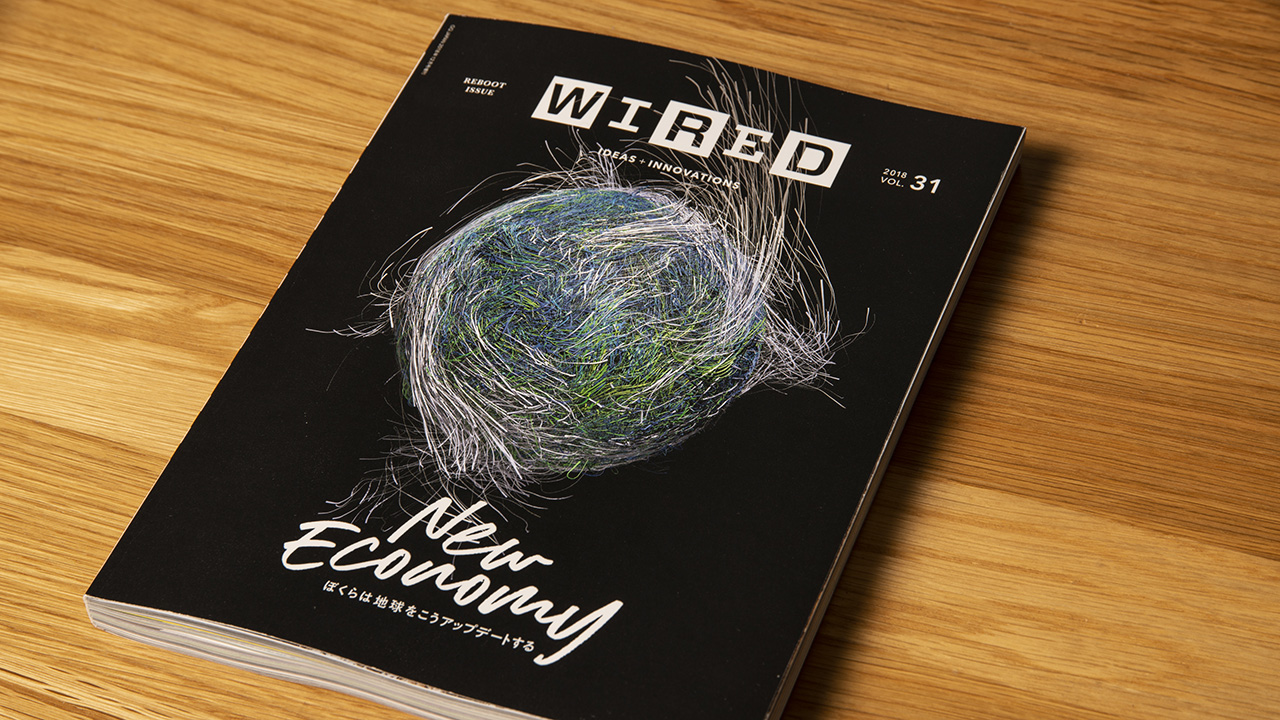 REBOOT
ISSUE
WIRED
IDEAS + INNOVATIONS
2018
VOL. 31
New
Economy
ぼくらは地球をこうアップデートする